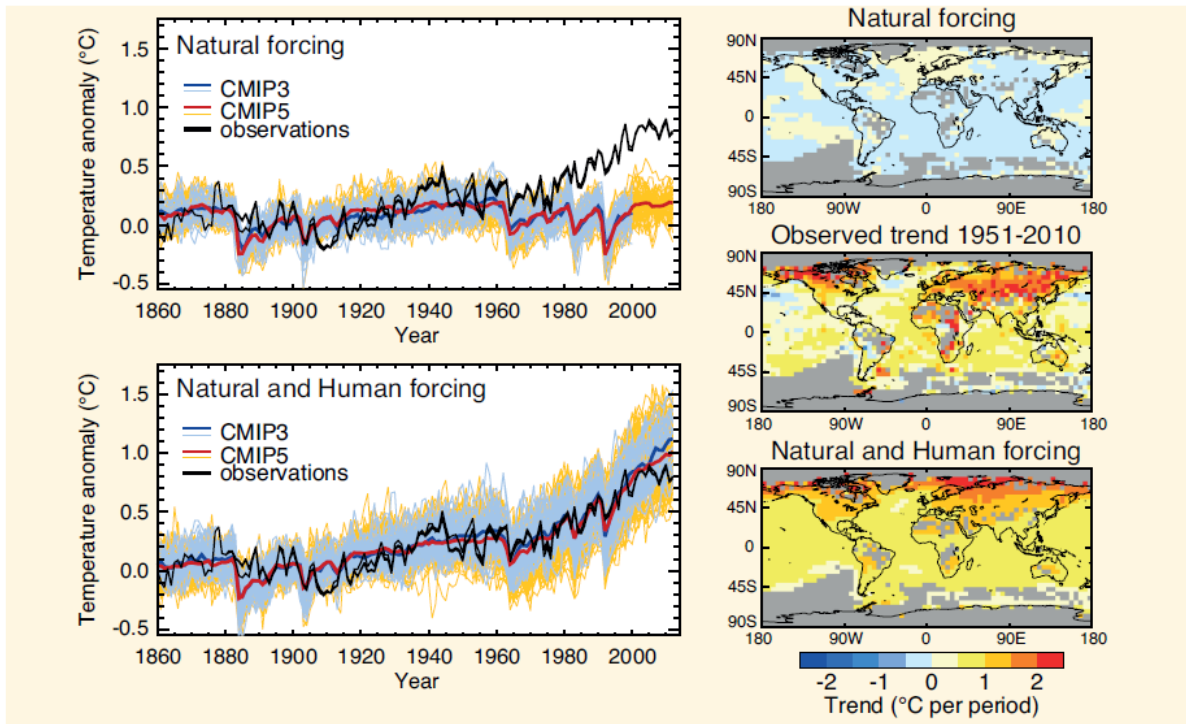 Natural forcing
Temperature anomaly (°C)
1.5
1.0
0.5
0.0
-0.5
CMIP3
CMIP5
observations
1860 1880 1900 1920 1940 1960 1980 2000
Year
Natural and Human forcing
Temperature anomaly (°C)
1.5
1.0
0.5
0.0
-0.5
CMIP3
CMIP5
observations
1860 1880 1900 1920 1940 1960 1980 2000
Year
Natural forcing
90N
45N
0
45S
90S
180 90W 0 90E 180
Observed trend 1951-2010
90N
45N
0
45S
90S
180 90W 0 90E 180
Natural and Human forcing
90N
45N
0
45S
90S
180 90W 0 90E 180
-2 -1 0 1 2
Trend (°C per period)